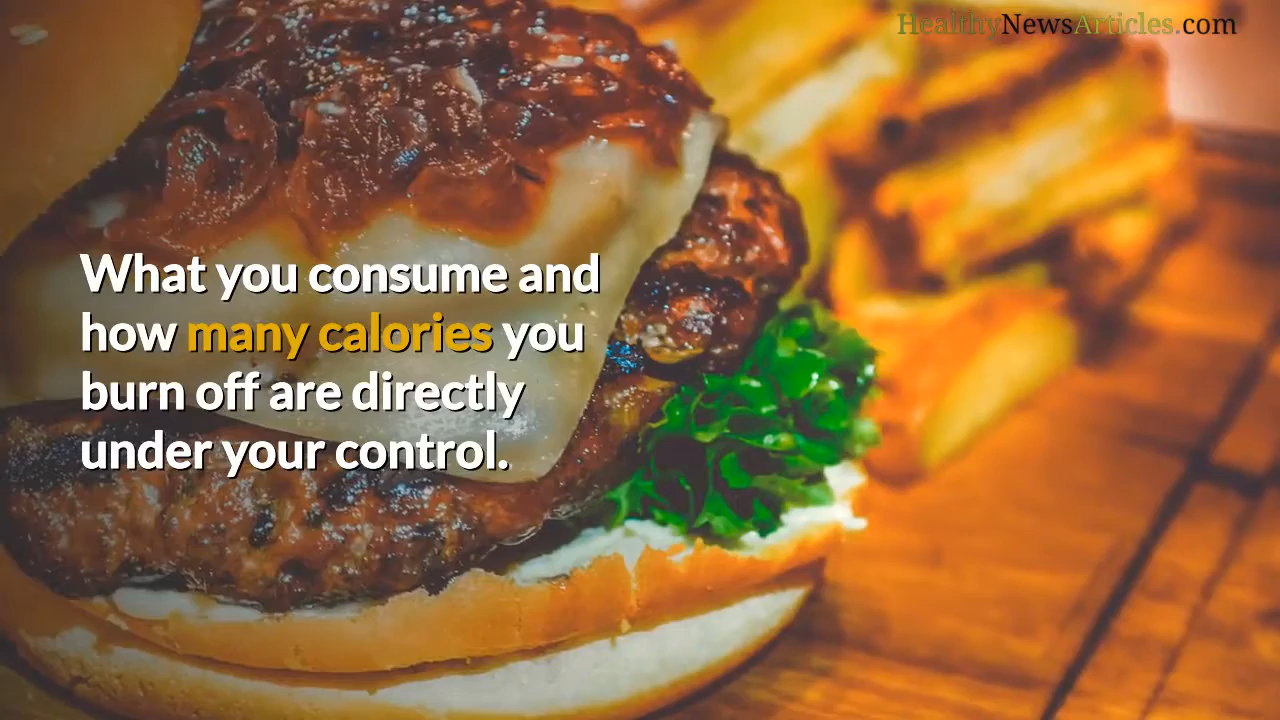 HealthyNewsArticles.com
What you consume and
how many calories you
burn off are directly
under your control.